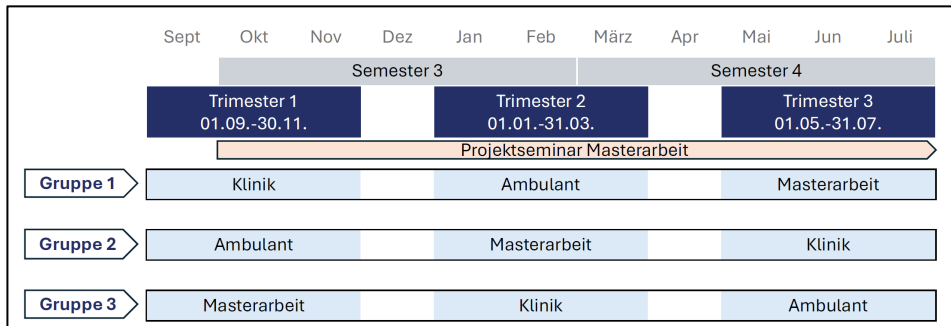 Sept Okt Nov Dez Jan Feb März Apr Mai Jun Juli
Semester 3 Semester 4
Trimester 1 Trimester 2 Trimester 3
01.09.-30.11. 01.01.-31.03. 01.05.-31.07.
Projektseminar Masterarbeit
Gruppe 1 Klinik Ambulant Masterarbeit
Gruppe 2 Ambulant Masterarbeit Klinik
Gruppe 3 Masterarbeit Klinik Ambulant